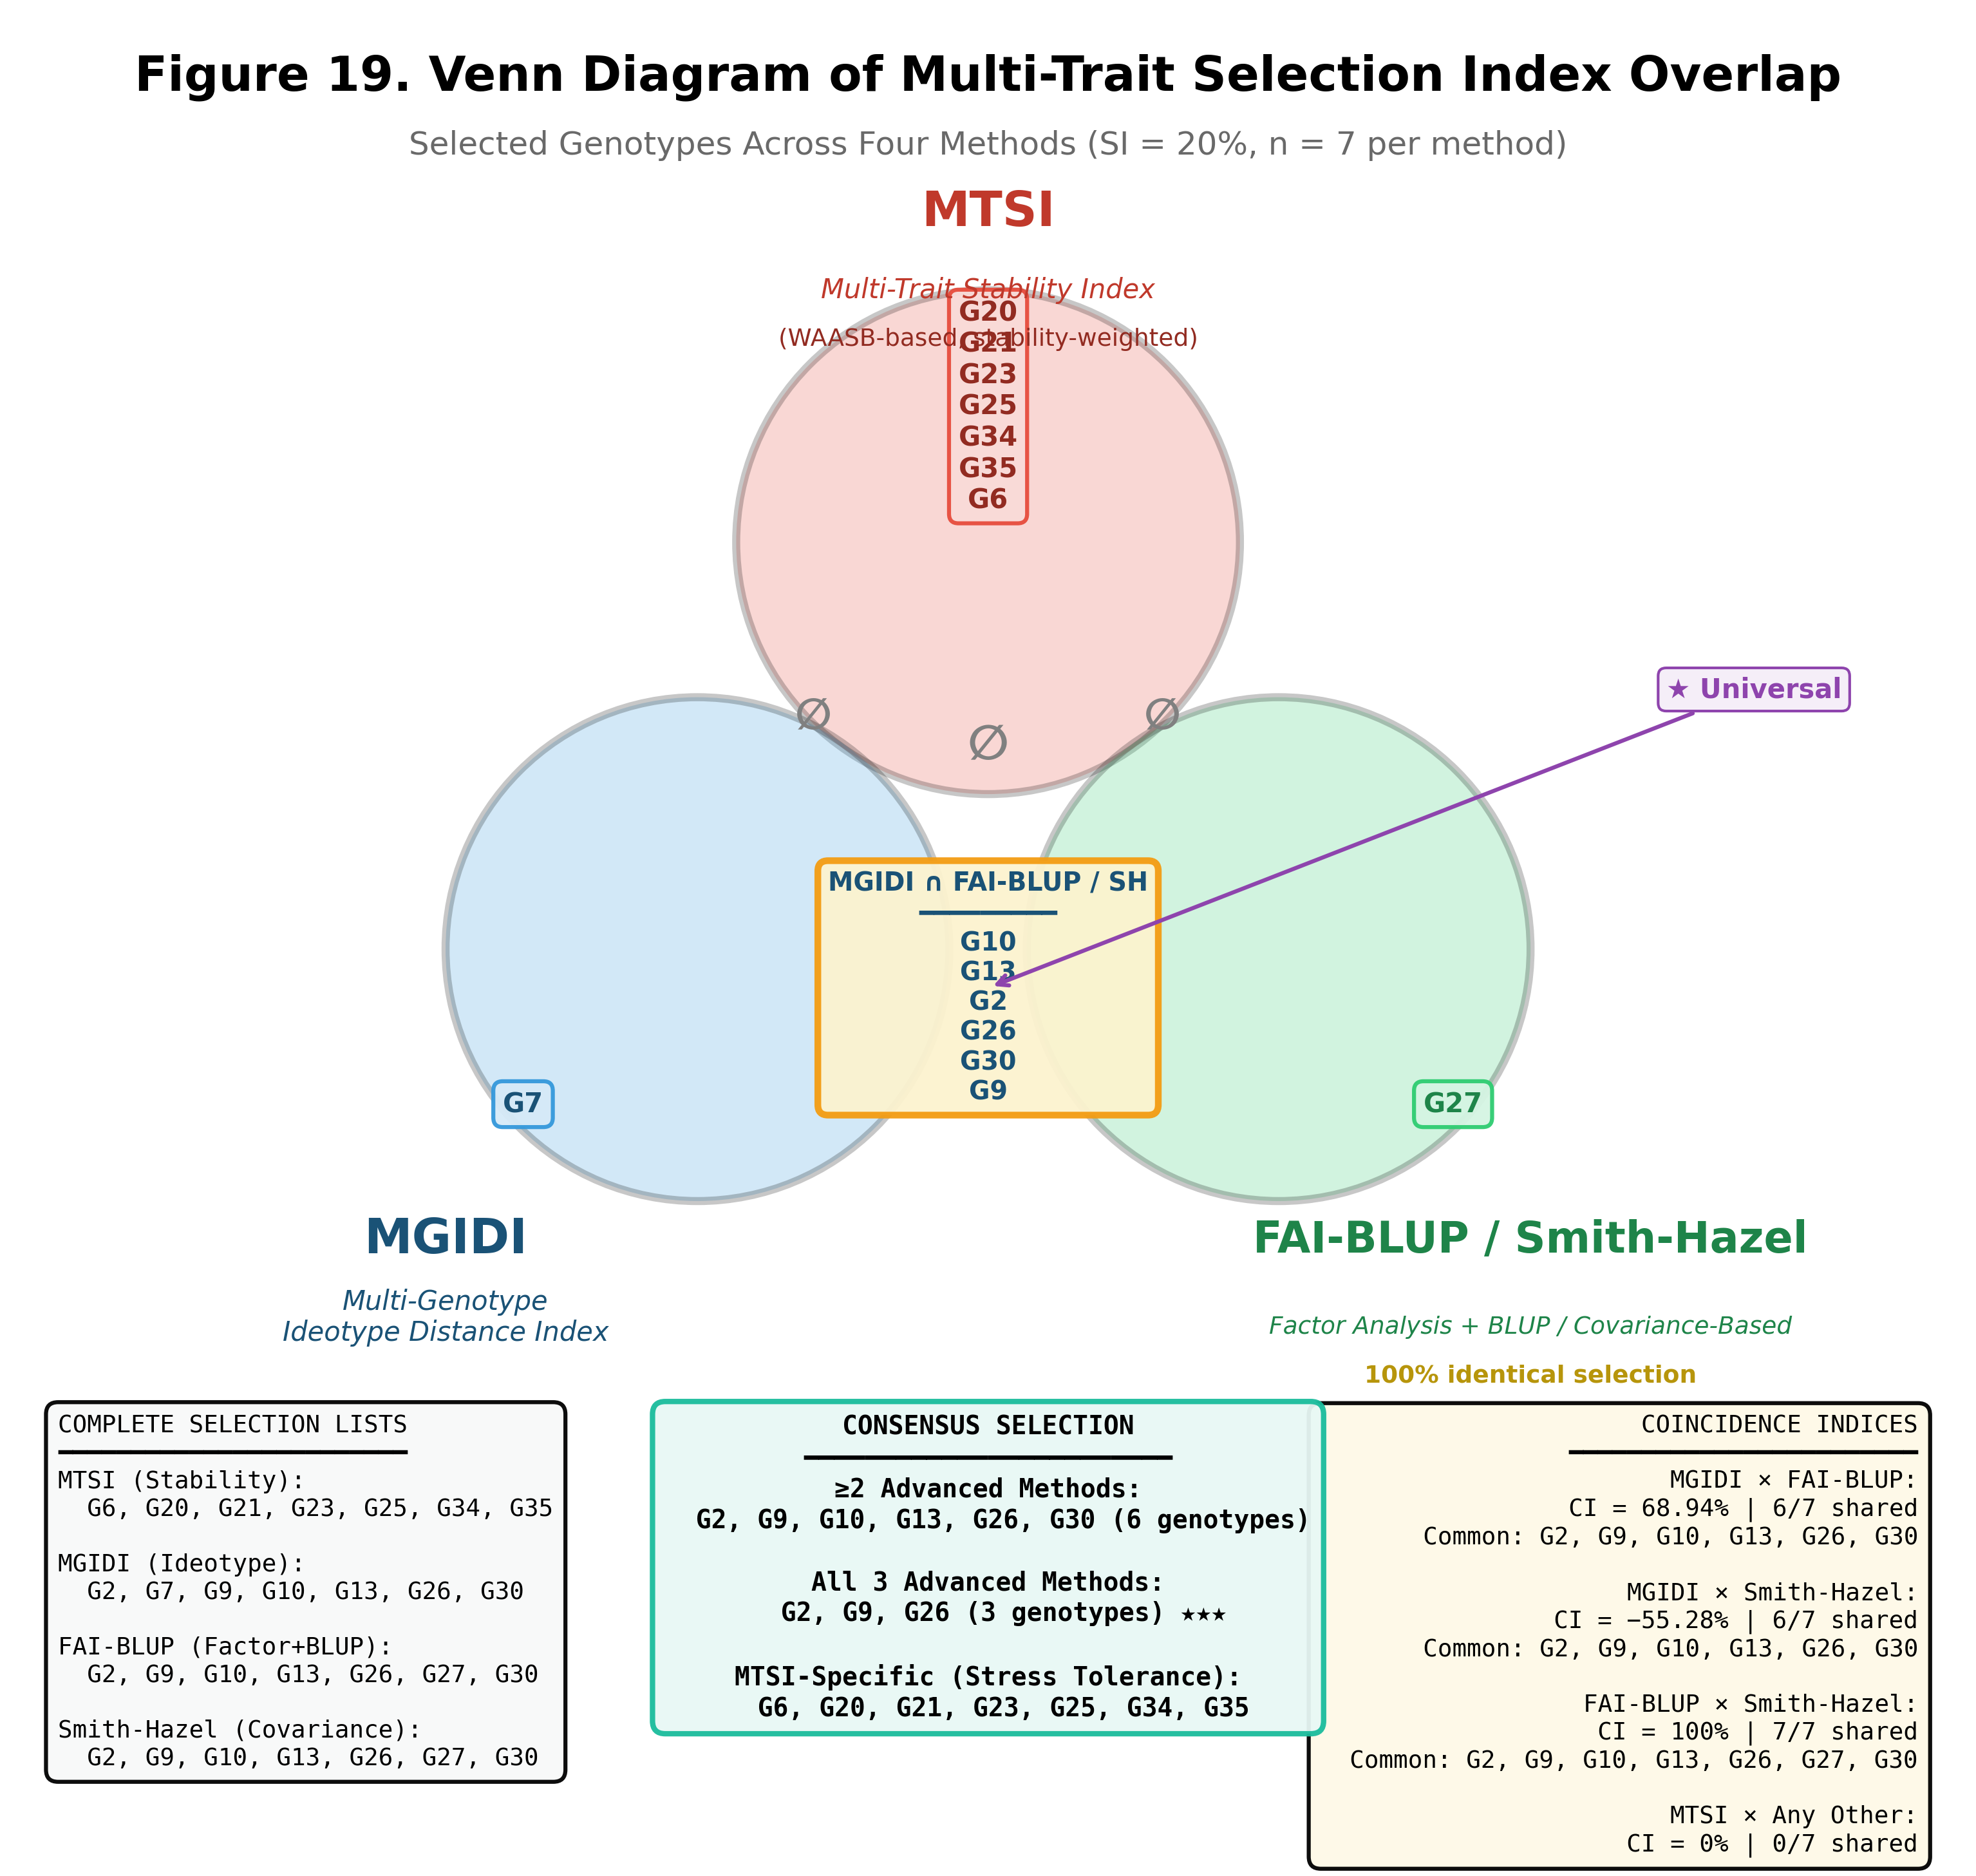 Figure 19. Venn Diagram of Multi-Trait Selection Index Overlap
Selected Genotypes Across Four Methods (SI = 20%, n = 7 per method)
MTSI
Multi-Trait Stability Index
(WAASB-based, stability-weighted)
G20
G21
G23
G25
G34
G35
G6
★ Universal
∅
∅
∅
MGIDI ∩ FAI-BLUP / SH
G10
G13
G2
G26
G30
G9
G7
G27
MGIDI
Multi-Genotype
Ideotype Distance Index
FAI-BLUP / Smith-Hazel
Factor Analysis + BLUP / Covariance-Based
100% identical selection
COMPLETE SELECTION LISTS
MTSI (Stability):
G6, G20, G21, G23, G25, G34, G35
MGIDI (Ideotype):
G2, G7, G9, G10, G13, G26, G30
FAI-BLUP (Factor+BLUP):
G2, G9, G10, G13, G26, G27, G30
Smith-Hazel (Covariance):
G2, G9, G10, G13, G26, G27, G30
CONSENSUS SELECTION
≥2 Advanced Methods:
G2, G9, G10, G13, G26, G30 (6 genotypes)
All 3 Advanced Methods:
G2, G9, G26 (3 genotypes) ★★★
MTSI-Specific (Stress Tolerance):
G6, G20, G21, G23, G25, G34, G35
COINCIDENCE INDICES
MGIDI × FAI-BLUP:
CI = 68.94% | 6/7 shared
Common: G2, G9, G10, G13, G26, G30
MGIDI × Smith-Hazel:
CI = −55.28% | 6/7 shared
Common: G2, G9, G10, G13, G26, G30
FAI-BLUP × Smith-Hazel:
CI = 100% | 7/7 shared
Common: G2, G9, G10, G13, G26, G27, G30
MTSI × Any Other:
CI = 0% | 0/7 shared